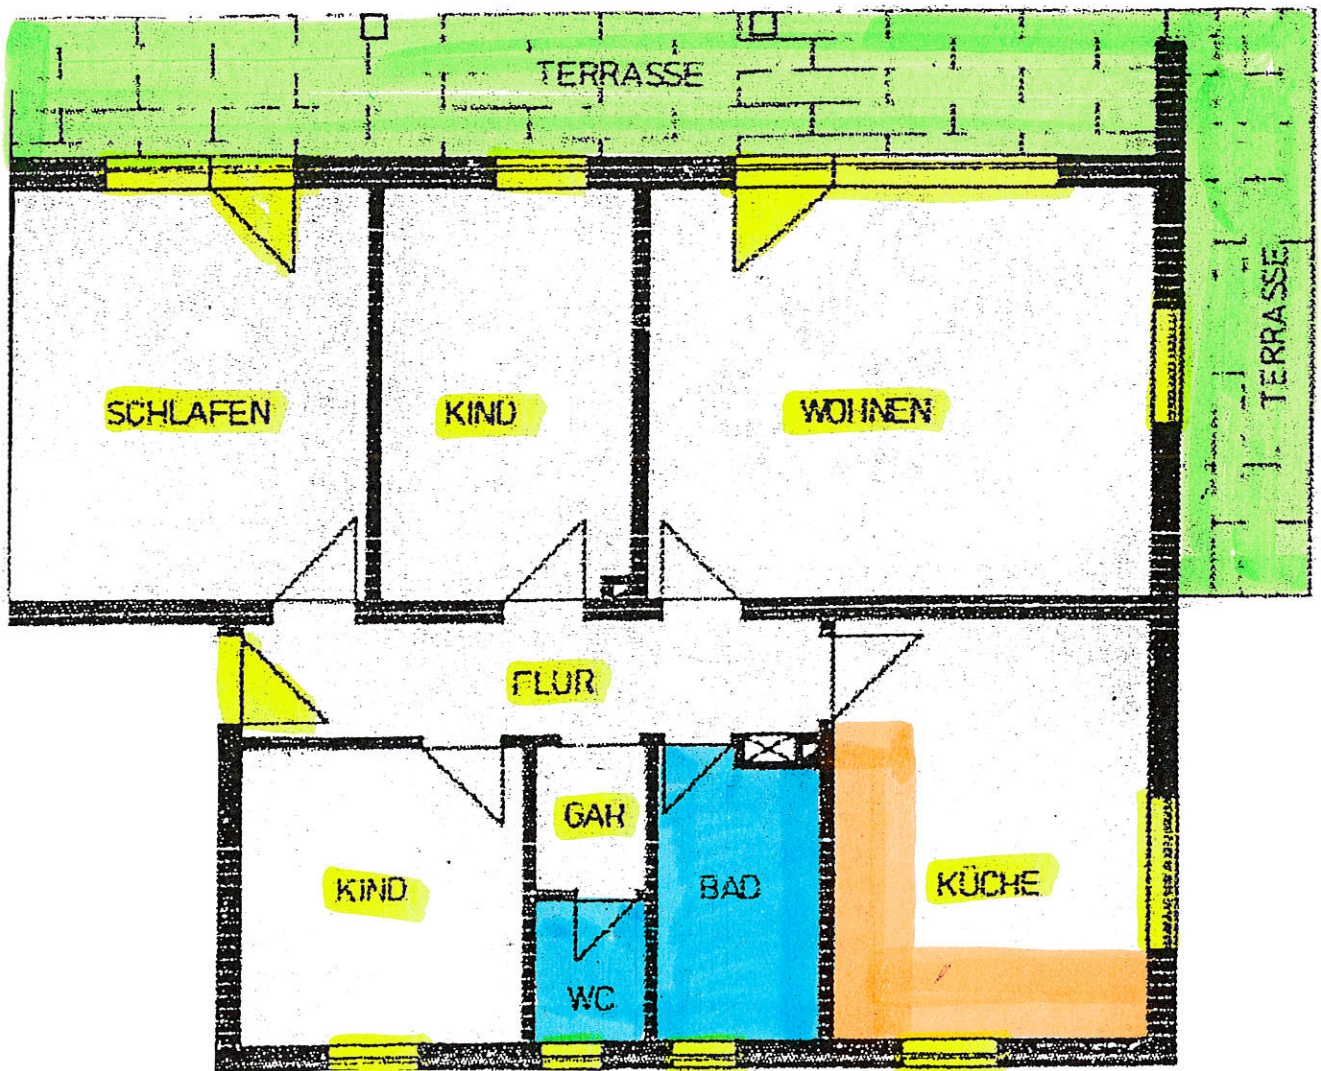 TERRASSE
TERRASSE
SCHLAFEN
KIND
WOHNEN
FLUR
GAR
KIND
BAD
KÜCHE
WC